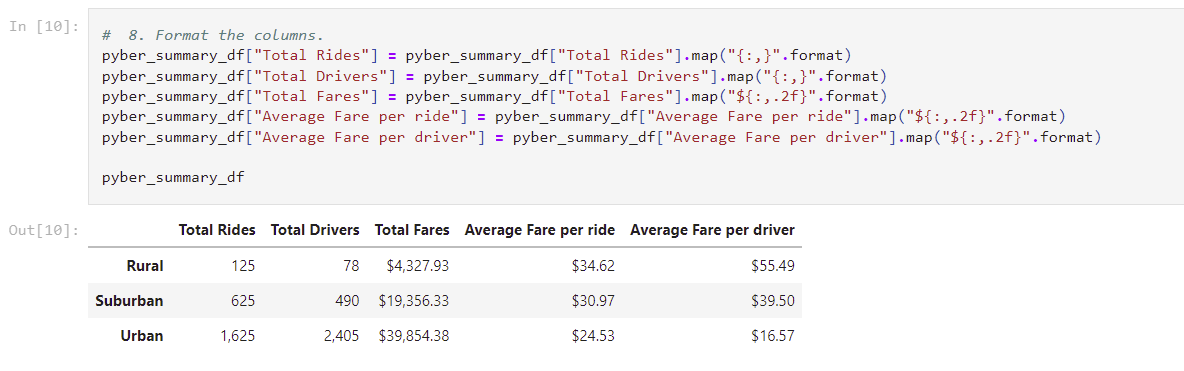 In [10]:
#  8. Format the columns.
pyber_summary_df["Total Rides"] = pyber_summary_df["Total Rides"].map("{:,}".format)
pyber_summary_df["Total Drivers"] = pyber_summary_df["Total Drivers"].map("{:,}".format)
pyber_summary_df["Total Fares"] = pyber_summary_df["Total Fares"].map("${:,.2f}".format)
pyber_summary_df["Average Fare per ride"] = pyber_summary_df["Average Fare per ride"].map("${:,.2f}".format)
pyber_summary_df["Average Fare per driver"] = pyber_summary_df["Average Fare per driver"].map("${:,.2f}".format)
pyber_summary_df
Out[10]:
Total Rides Total Drivers Total Fares Average Fare per ride Average Fare per driver
Rural 125 78 $4,327.93 $34.62 $55.49
Suburban 625 490 $19,356.33 $30.97 $39.50
Urban 1,625 2,405 $39,854.38 $24.53 $16.57